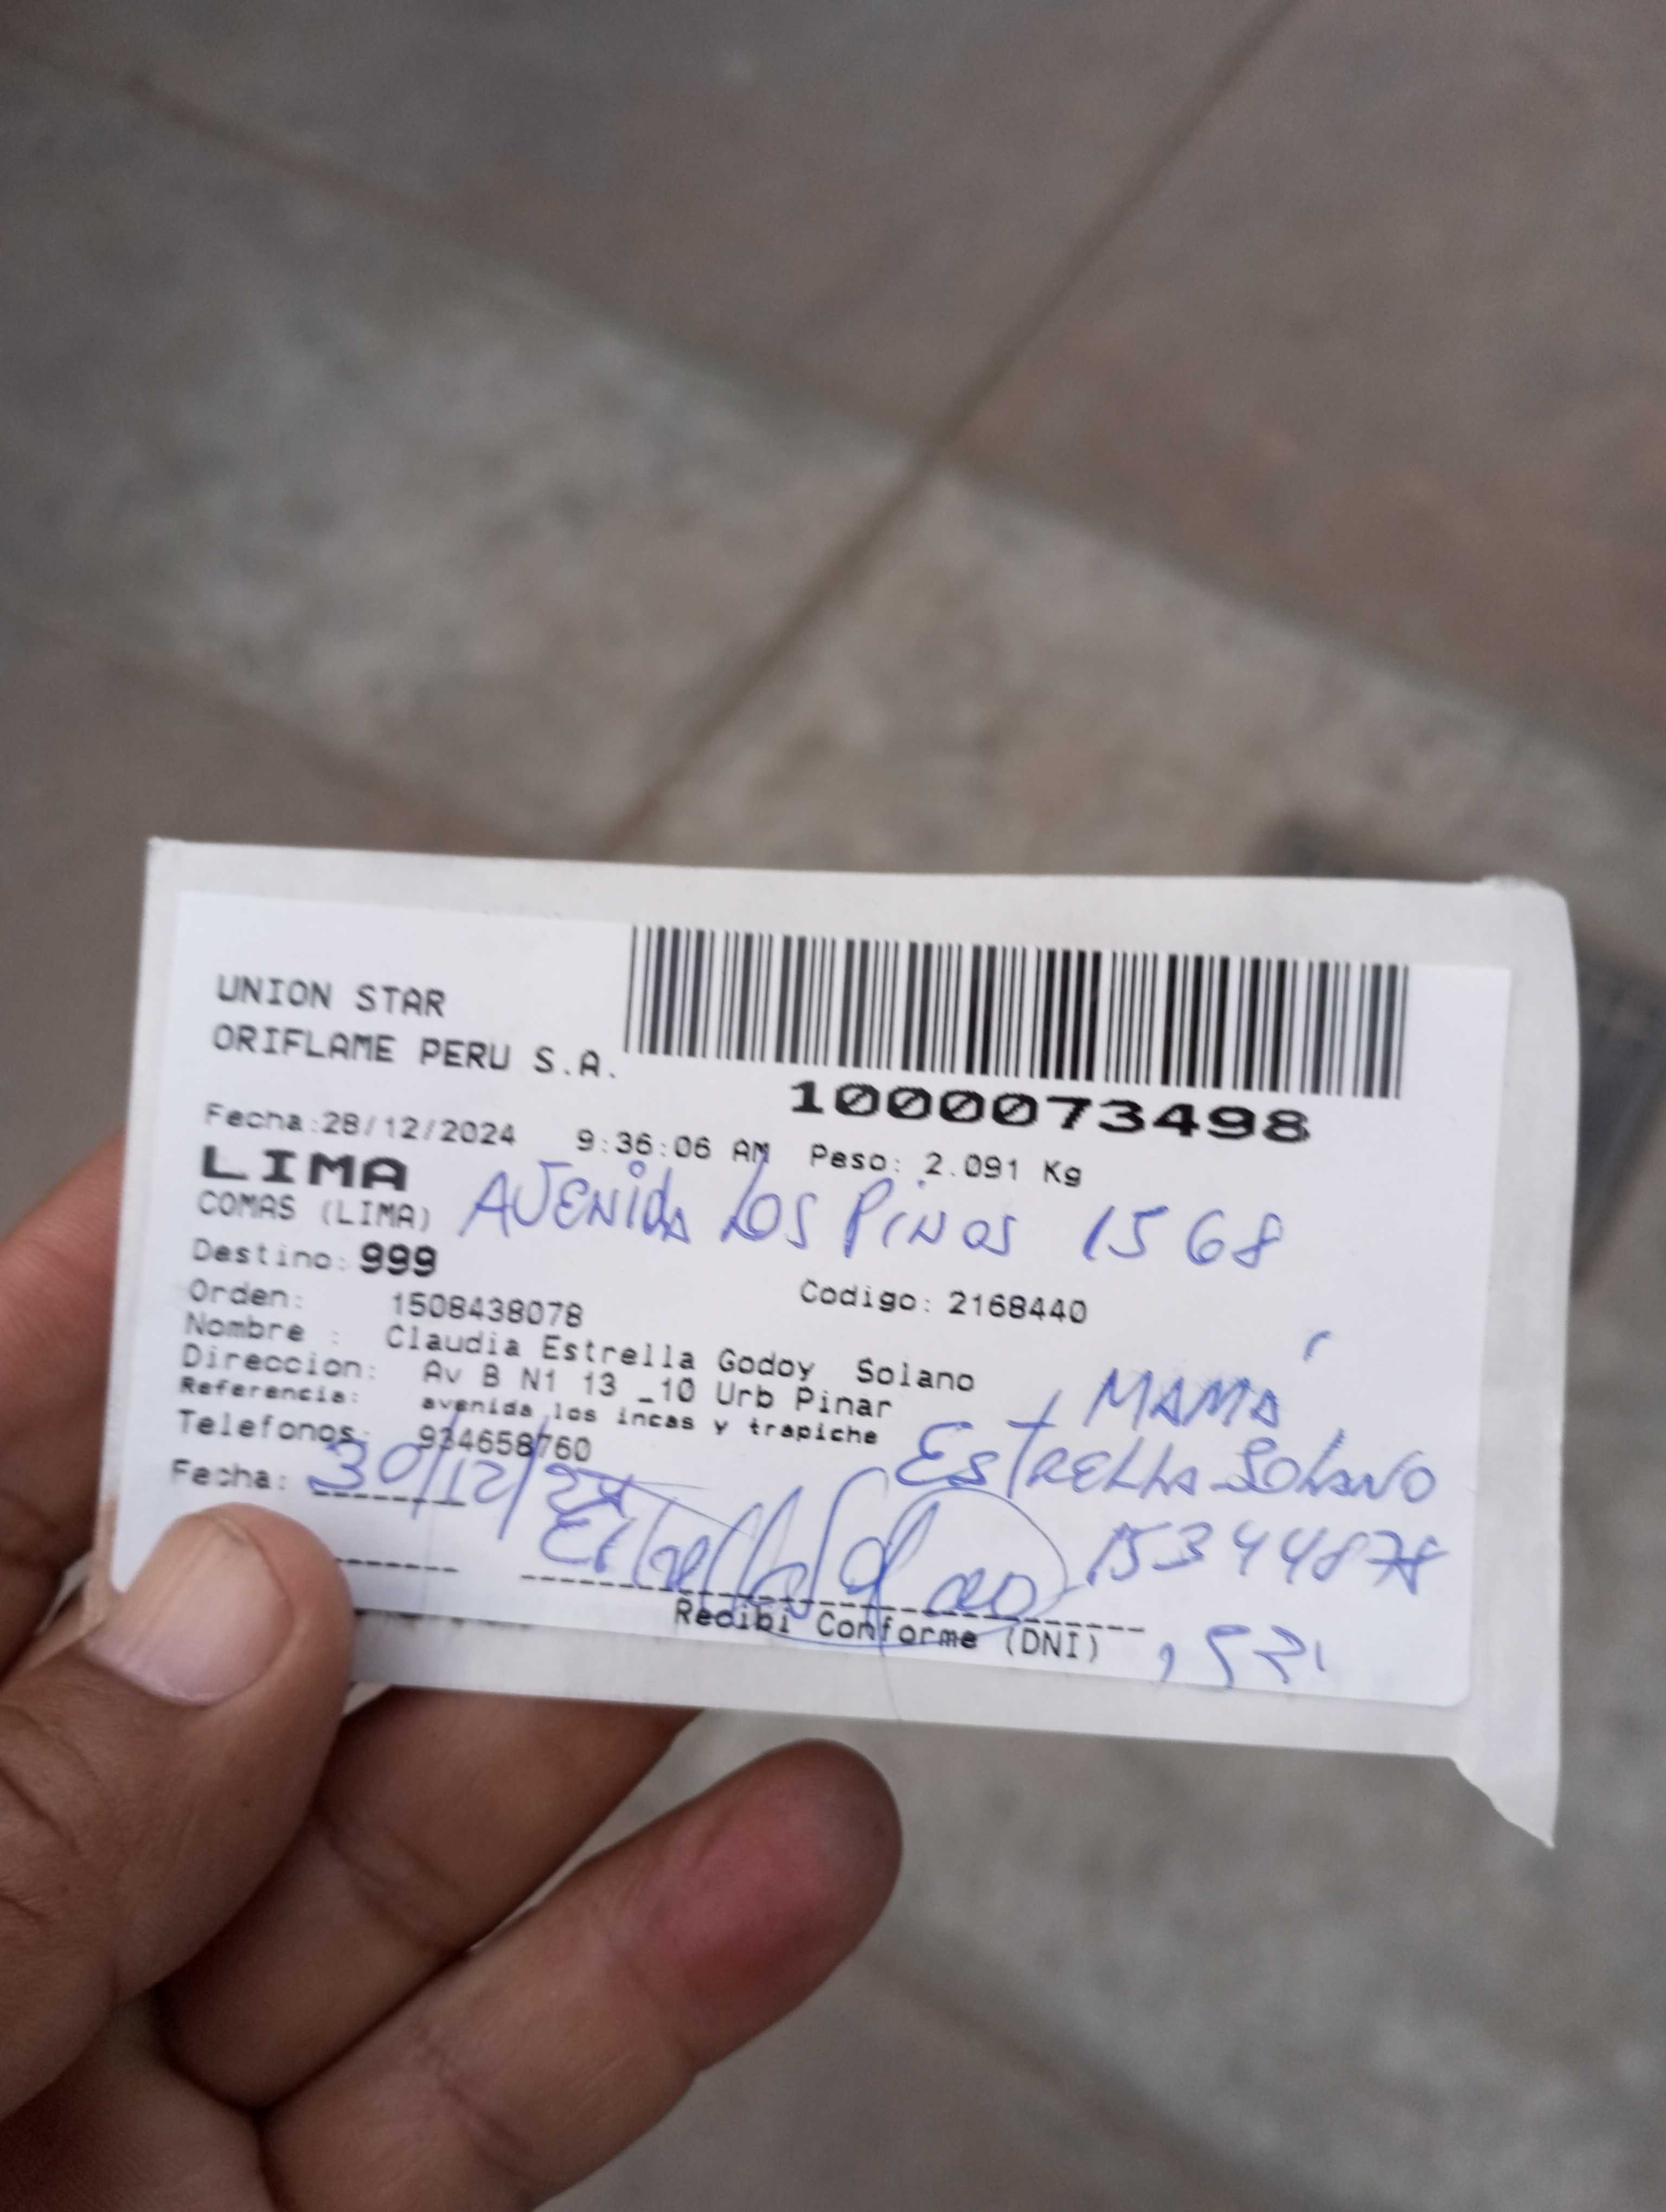 UNION STAR
ORIFLAME PERU S.A.
1000073498
Fecha:28/12/2024 9:36:06 AM Peso: 2.091 Kg
LIMA
COMAS (LIMA) AVENIDA LOS PINOS 1568
Destino: 999
Orden: 1508438078 Codigo: 2168440
Nombre : Claudia Estrella Godoy Solano
Direccion: Av B N1 13 _10 Urb Pinar
Referencia: avenida los incas y trapiche
MAMÁ
Telefonos: 934658760
ESTRELLA SOLANO
Fecha: 30/12/24
Estrella Solano
15344878
Recibi Conforme (DNI)